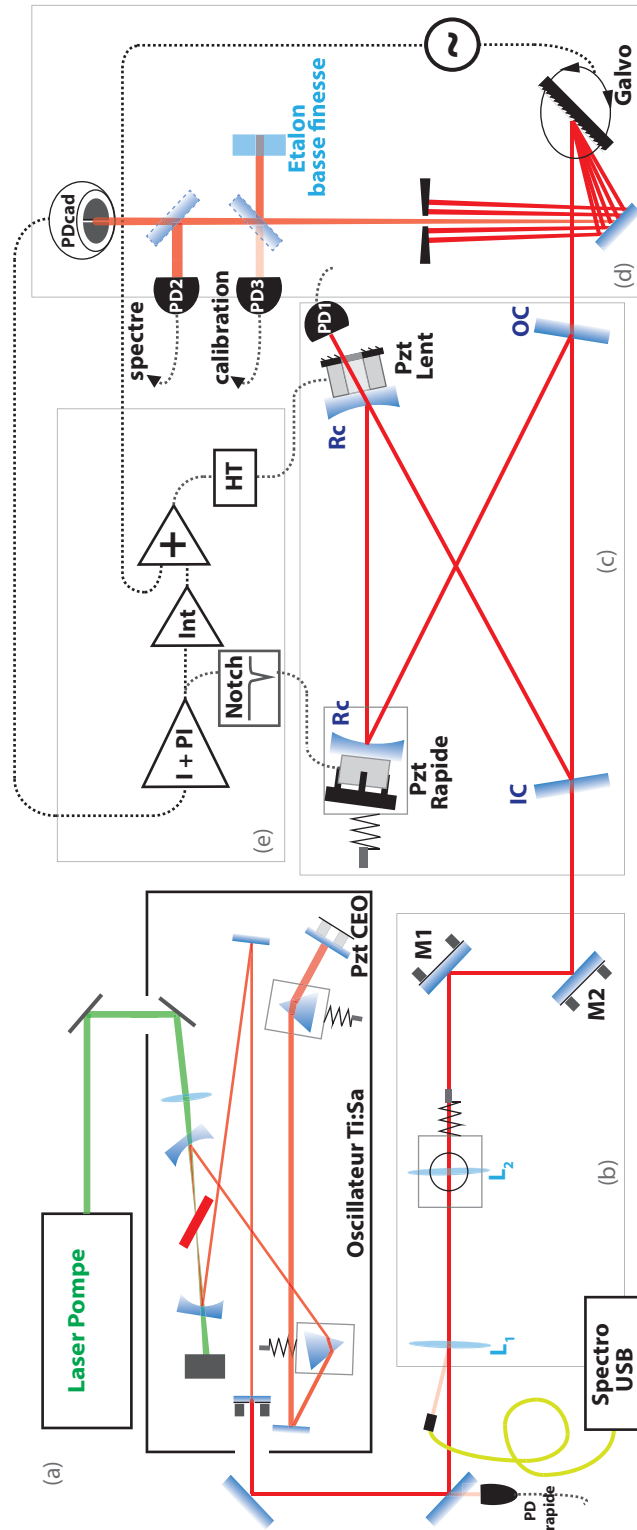 (a)
Laser Pompe
Oscillateur Ti:Sa
Pzt CEO
PD
rapide
Spectro
USB
L1
L2
(b)
M1
M2
(e)
I + PI
Notch
Int
+
HT
Rc
Pzt
Rapide
Rc
Pzt
Lent
PD1
IC
OC
(c)
PDcad
spectre
PD2
calibration
PD3
Etalon
basse finesse
~
Galvo
(d)